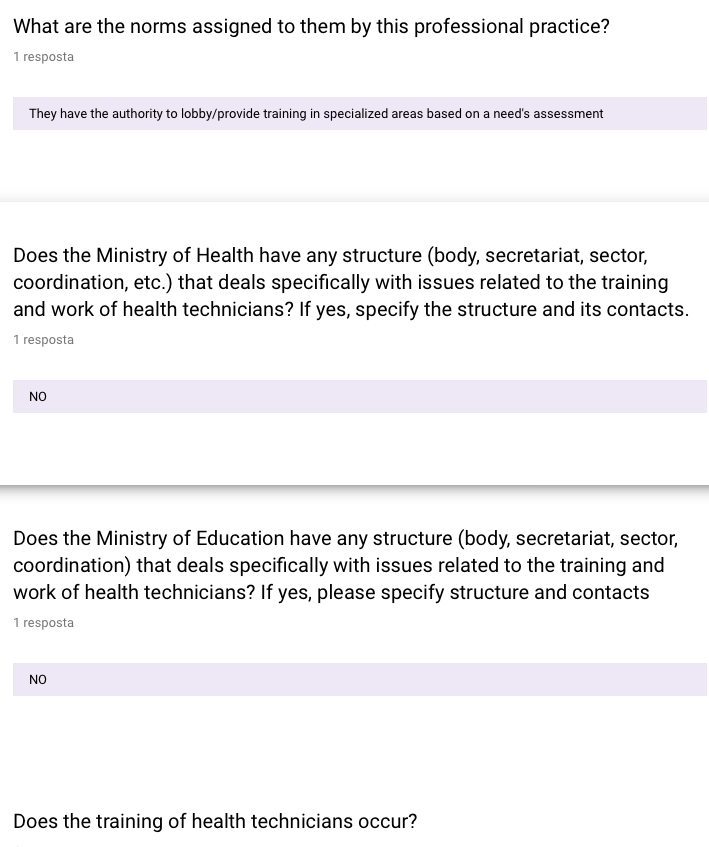 What are the norms assigned to them by this professional practice?
1 resposta
They have the authority to lobby/provide training in specialized areas based on a need's assessment
Does the Ministry of Health have any structure (body, secretariat, sector,
coordination, etc.) that deals specifically with issues related to the training
and work of health technicians? If yes, specify the structure and its contacts.
1 resposta
NO
Does the Ministry of Education have any structure (body, secretariat, sector,
coordination) that deals specifically with issues related to the training and
work of health technicians? If yes, please specify structure and contacts
1 resposta
NO
Does the training of health technicians occur?